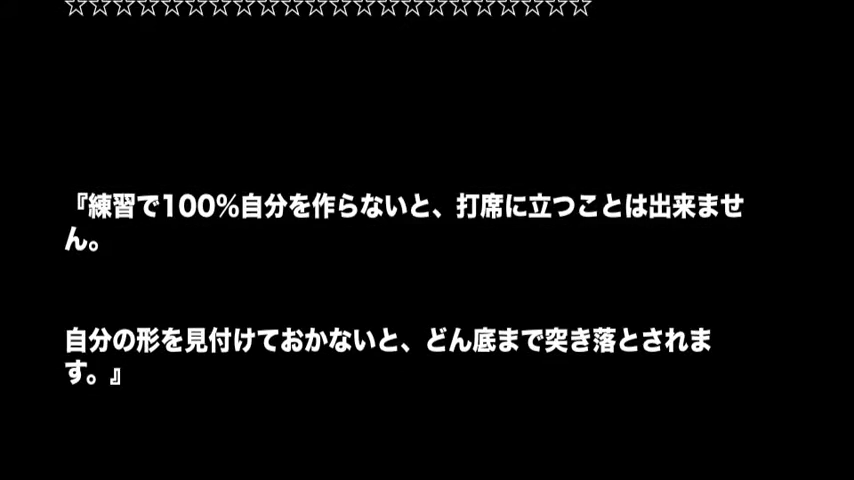 ☆☆☆☆☆☆☆☆☆☆☆☆☆☆☆☆☆☆☆☆☆☆
『練習で100%自分を作らないと、打席に立つことは出来ませ
ん。
自分の形を見付けておかないと、どん底まで突き落とされま
す。』